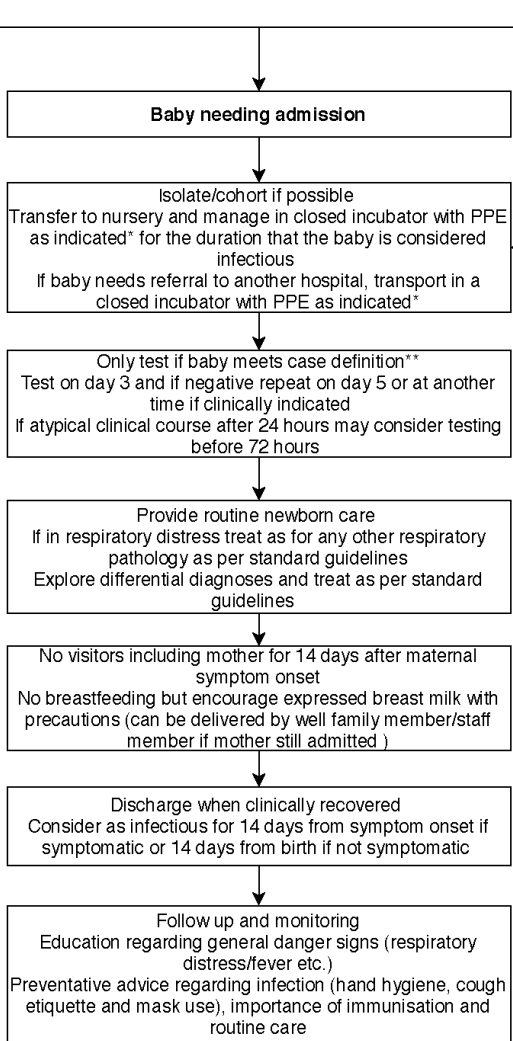 Baby needing admission
Isolate/cohort if possible
Transfer to nursery and manage in closed incubator with PPE
as indicated* for the duration that the baby is considered
infectious
If baby needs referral to another hospital, transport in a
closed incubator with PPE as indicated*
Only test if baby meets case definition**
Test on day 3 and if negative repeat on day 5 or at another
time if clinically indicated
If atypical clinical course after 24 hours may consider testing
before 72 hours
Provide routine newborn care
If in respiratory distress treat as for any other respiratory
pathology as per standard guidelines
Explore differential diagnoses and treat as per standard
guidelines
No visitors including mother for 14 days after maternal
symptom onset
No breastfeeding but encourage expressed breast milk with
precautions (can be delivered by well family member/staff
member if mother still admitted )
Discharge when clinically recovered
Consider as infectious for 14 days from symptom onset if
symptomatic or 14 days from birth if not symptomatic
Follow up and monitoring
Education regarding general danger signs (respiratory
distress/fever etc.)
Preventative advice regarding infection (hand hygiene, cough
etiquette and mask use), importance of immunisation and
routine care